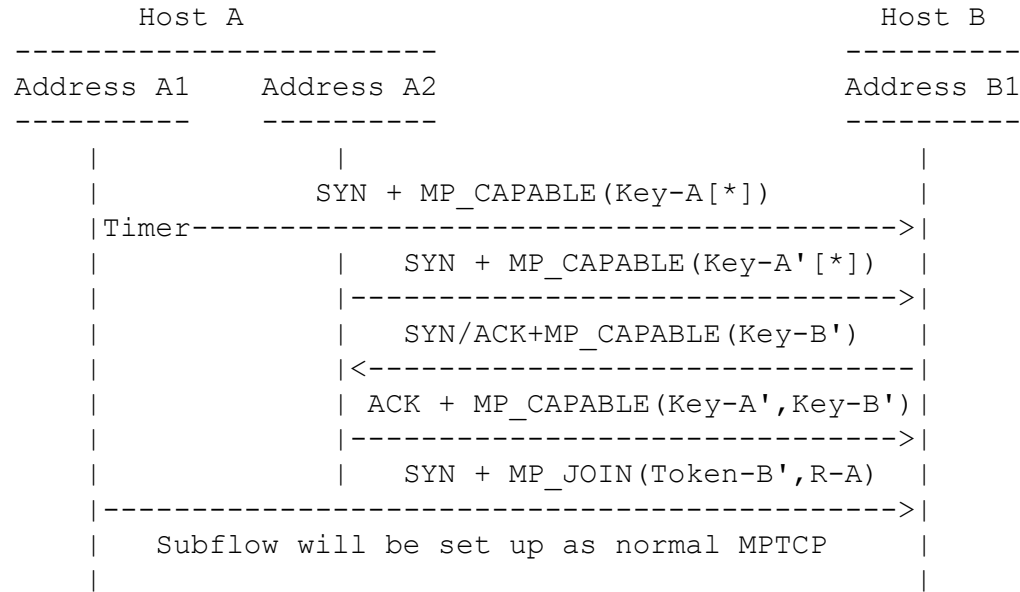 Host A                                    Host B
------------------------                       ----------
Address A1    Address A2                       Address B1
----------    ----------                       ----------
    |             |                                |
    |            SYN + MP_CAPABLE(Key-A[*])        |
    |Timer---------------------------------------->|
    |             |   SYN + MP_CAPABLE(Key-A'[*])  |
    |             |------------------------------->|
    |             |   SYN/ACK+MP_CAPABLE(Key-B')   |
    |             |<-------------------------------|
    |             | ACK + MP_CAPABLE(Key-A',Key-B')|
    |             |------------------------------->|
    |             |   SYN + MP_JOIN(Token-B',R-A)  |
    |--------------------------------------------->|
    |   Subflow will be set up as normal MPTCP     |
    |                                              |